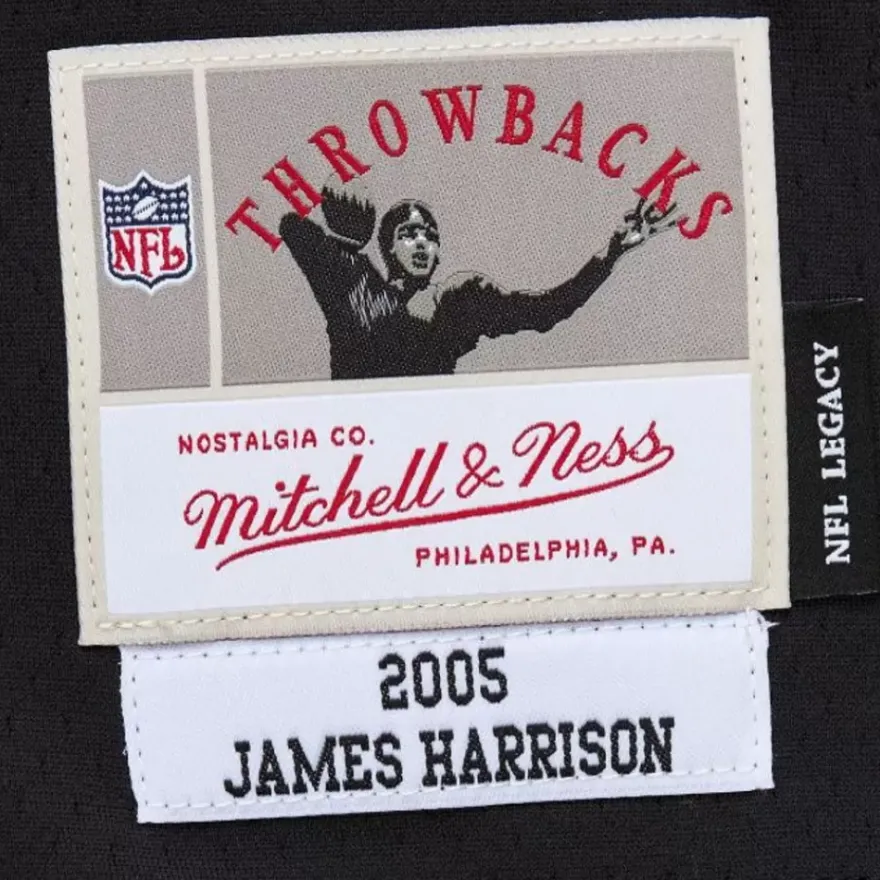 THROWBACKS
NFL
NOSTALGIA CO.
Mitchell & Ness
PHILADELPHIA, PA.
NFL LEGACY
2005
JAMES HARRISON